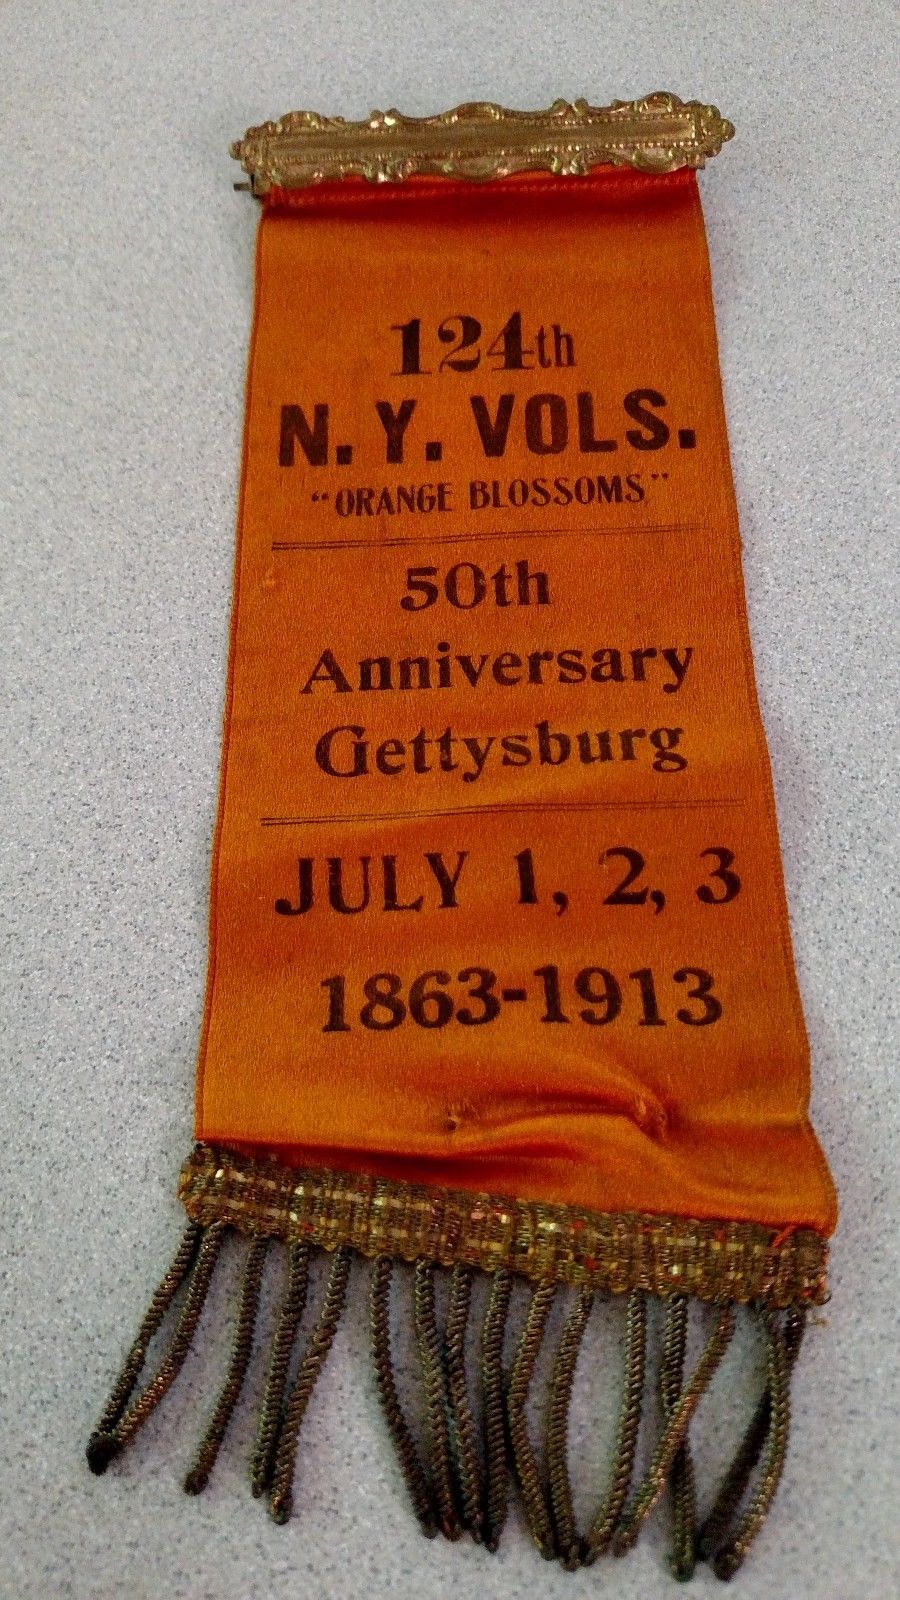 124th
N. Y. VOLS.
"ORANGE BLOSSOMS"
50th
Anniversary
Gettysburg
JULY 1, 2, 3
1863-1913